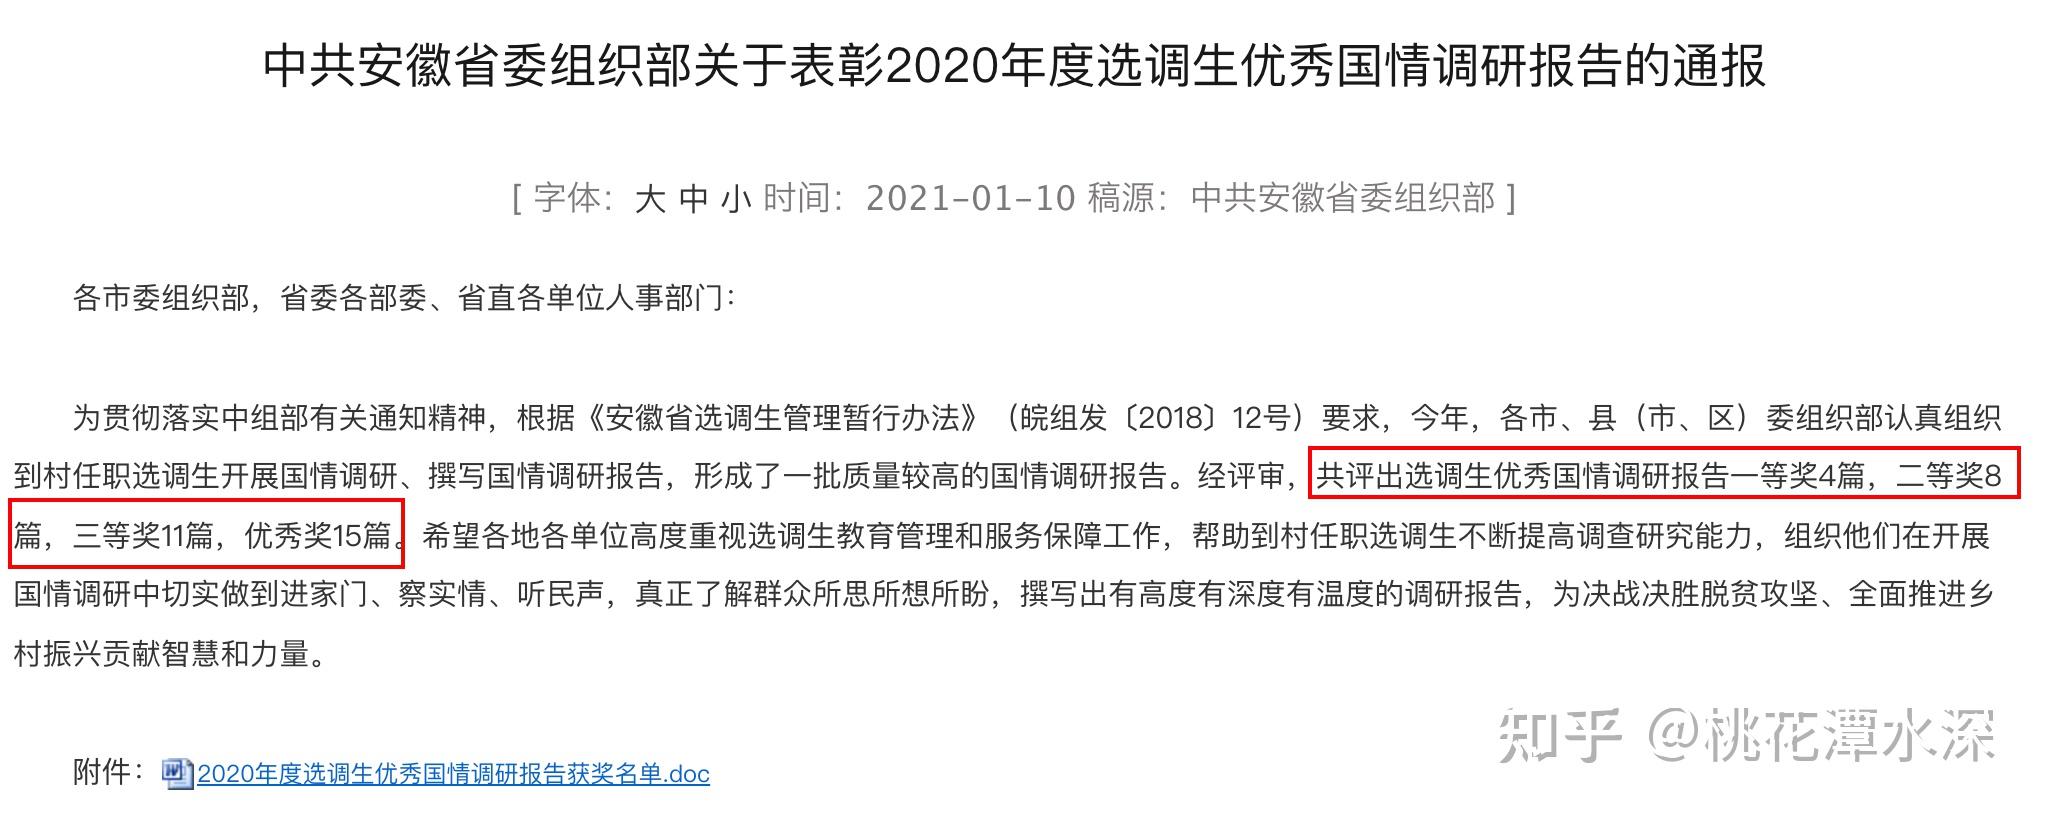 中共安徽省委组织部关于表彰2020年度选调生优秀国情调研报告的通报
[ 字体： 大 中 小 时间： 2021-01-10 稿源： 中共安徽省委组织部 ]
各市委组织部，省委各部委、省直各单位人事部门：
为贯彻落实中组部有关通知精神，根据《安徽省选调生管理暂行办法》（皖组发〔2018〕12号）要求，今年，各市、县（市、区）委组织部认真组织
到村任职选调生开展国情调研、撰写国情调研报告，形成了一批质量较高的国情调研报告。经评审，共评出选调生优秀国情调研报告一等奖4篇，二等奖8
篇，三等奖11篇，优秀奖15篇。希望各地各单位高度重视选调生教育管理和服务保障工作，帮助到村任职选调生不断提高调查研究能力，组织他们在开展
国情调研中切实做到进家门、察实情、听民声，真正了解群众所思所想所盼，撰写出有高度有深度有温度的调研报告，为决战决胜脱贫攻坚、全面推进乡
村振兴贡献智慧和力量。
知乎 @桃花潭水深
附件： 2020年度选调生优秀国情调研报告获奖名单.doc